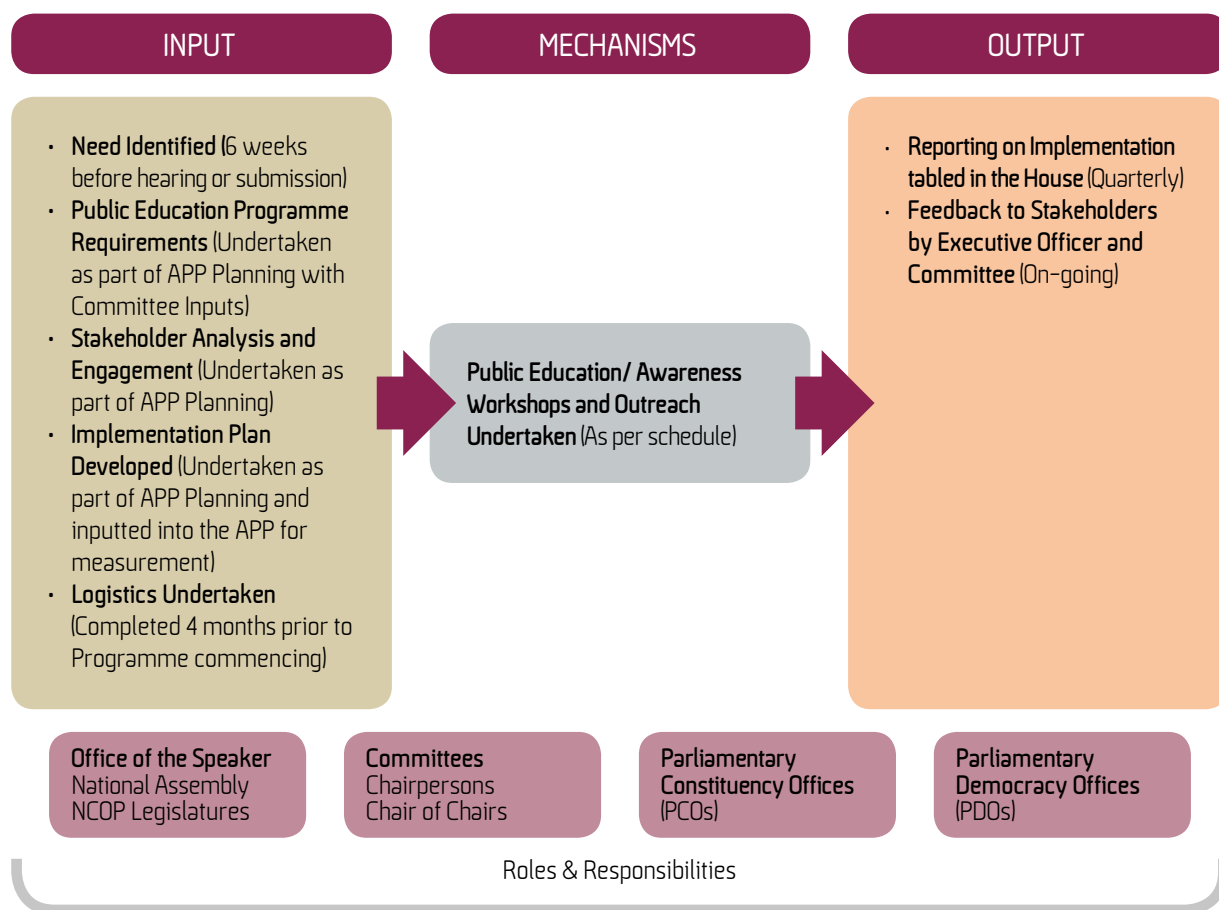 INPUT
MECHANISMS
OUTPUT
• Need Identified (6 weeks
before hearing or submission)
• Public Education Programme
Requirements (Undertaken
as part of APP Planning with
Committee Inputs)
• Stakeholder Analysis and
Engagement (Undertaken as
part of APP Planning)
• Implementation Plan
Developed (Undertaken as
part of APP Planning and
inputted into the APP for
measurement)
• Logistics Undertaken
(Completed 4 months prior to
Programme commencing)
Public Education/ Awareness
Workshops and Outreach
Undertaken (As per schedule)
• Reporting on Implementation
tabled in the House (Quarterly)
• Feedback to Stakeholders
by Executive Officer and
Committee (On-going)
Office of the Speaker
National Assembly
NCOP Legislatures
Committees
Chairpersons
Chair of Chairs
Parliamentary
Constituency Offices
(PCOs)
Parliamentary
Democracy Offices
(PDOs)
Roles & Responsibilities